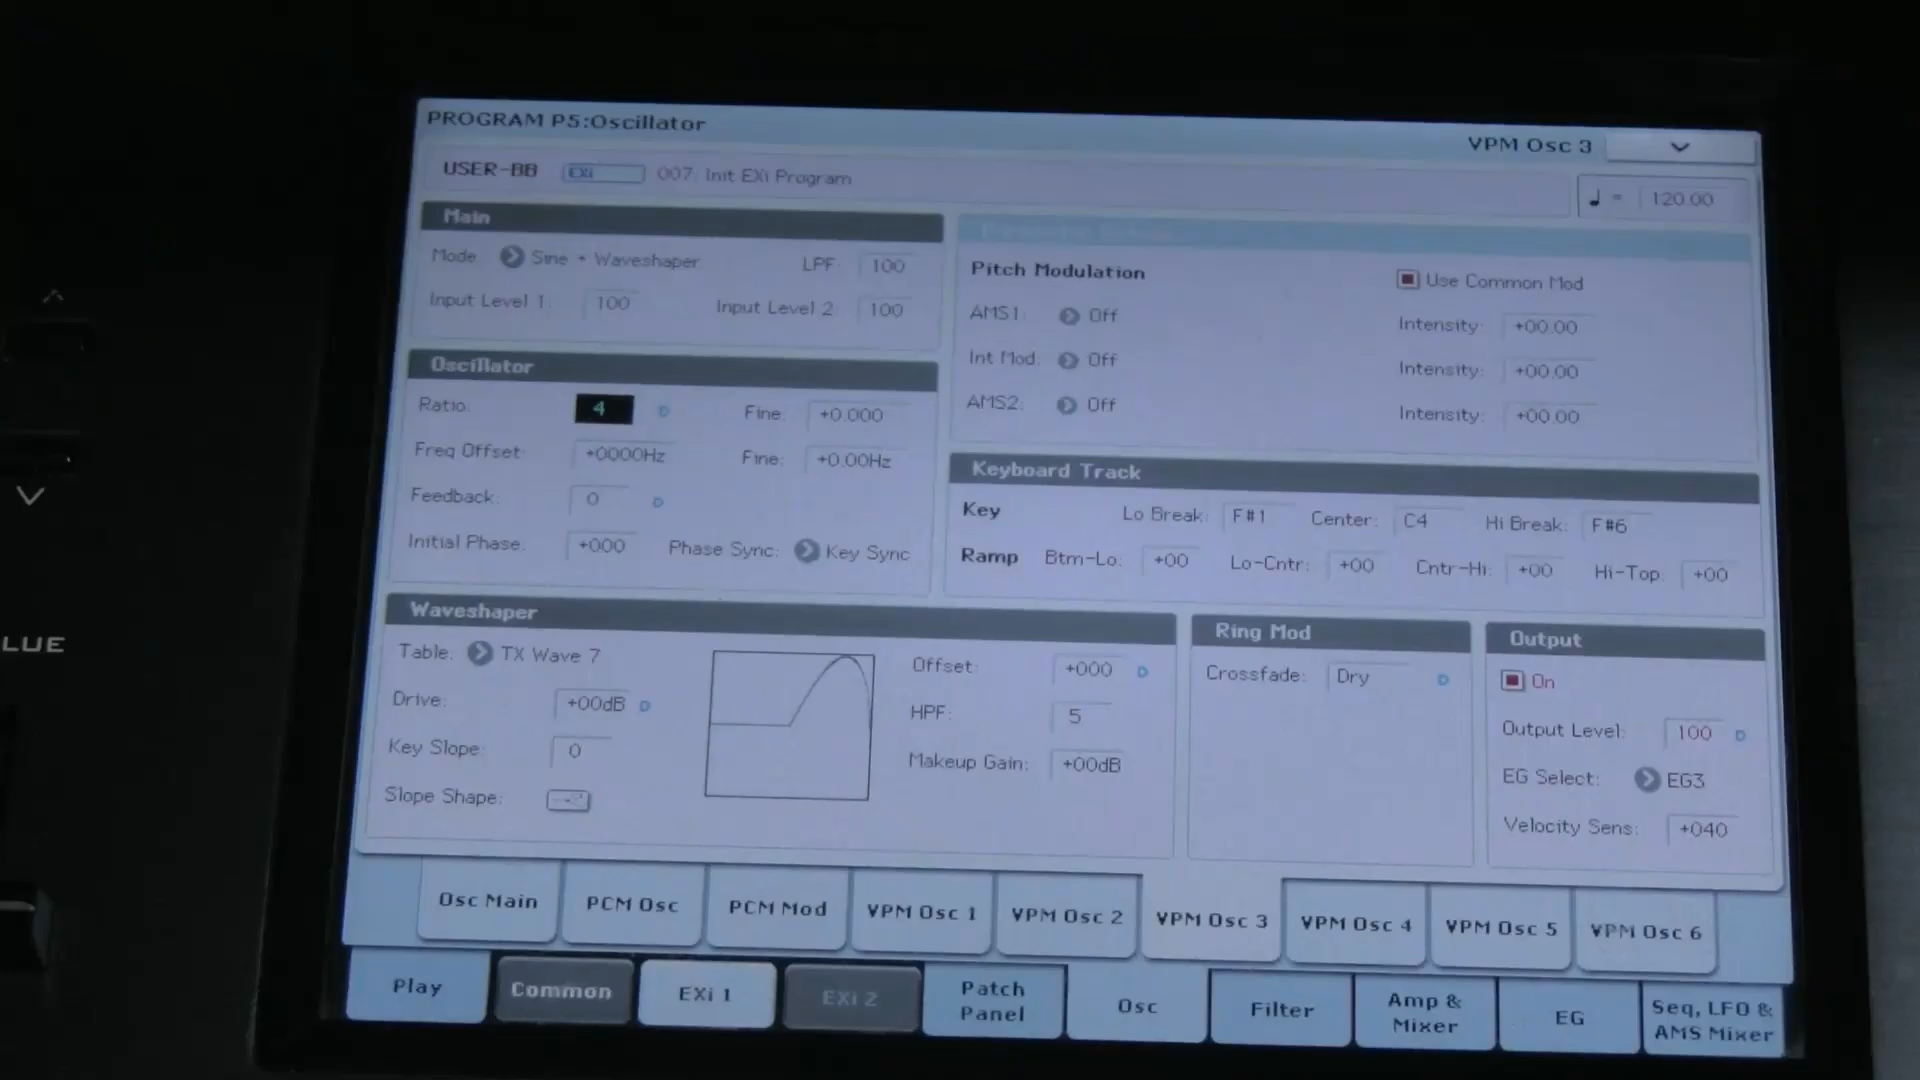 PROGRAM P5:Oscillator
VPM Osc 3
USER-BB EXi 007: Init EXi Program
♩ = 120.00
Main
Mode: Sine + Waveshaper LPF: 100
Input Level 1: 100 Input Level 2: 100
Oscillator
Ratio: 4 D Fine: +0.000
Freq Offset: +0000Hz Fine: +0.00Hz
Feedback: 0 D
Initial Phase: +000 Phase Sync: Key Sync
Pitch Modulation Use Common Mod
AMS1: Off Intensity: +00.00
Int Mod: Off Intensity: +00.00
AMS2: Off Intensity: +00.00
Keyboard Track
Key Lo Break: F#1 Center: C4 Hi Break: F#6
Ramp Btm-Lo: +00 Lo-Cntr: +00 Cntr-Hi: +00 Hi-Top: +00
Waveshaper
Table: TX Wave 7
Drive: +00dB D
Key Slope: 0
Slope Shape:
Offset: +000 D
HPF: 5
Makeup Gain: +00dB
Ring Mod
Crossfade: Dry D
Output
On
Output Level: 100 D
EG Select: EG3
Velocity Sens: +040
Osc Main PCM Osc PCM Mod VPM Osc 1 VPM Osc 2 VPM Osc 3 VPM Osc 4 VPM Osc 5 VPM Osc 6
Play Common EXi 1 EXi 2 Patch Panel Osc Filter Amp & Mixer EG Seq, LFO & AMS Mixer
LUE